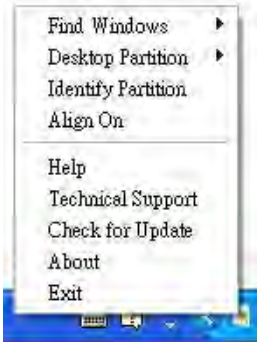 Find Windows
Desktop Partition
Identify Partition
Align On
Help
Technical Support
Check for Update
About
Exit